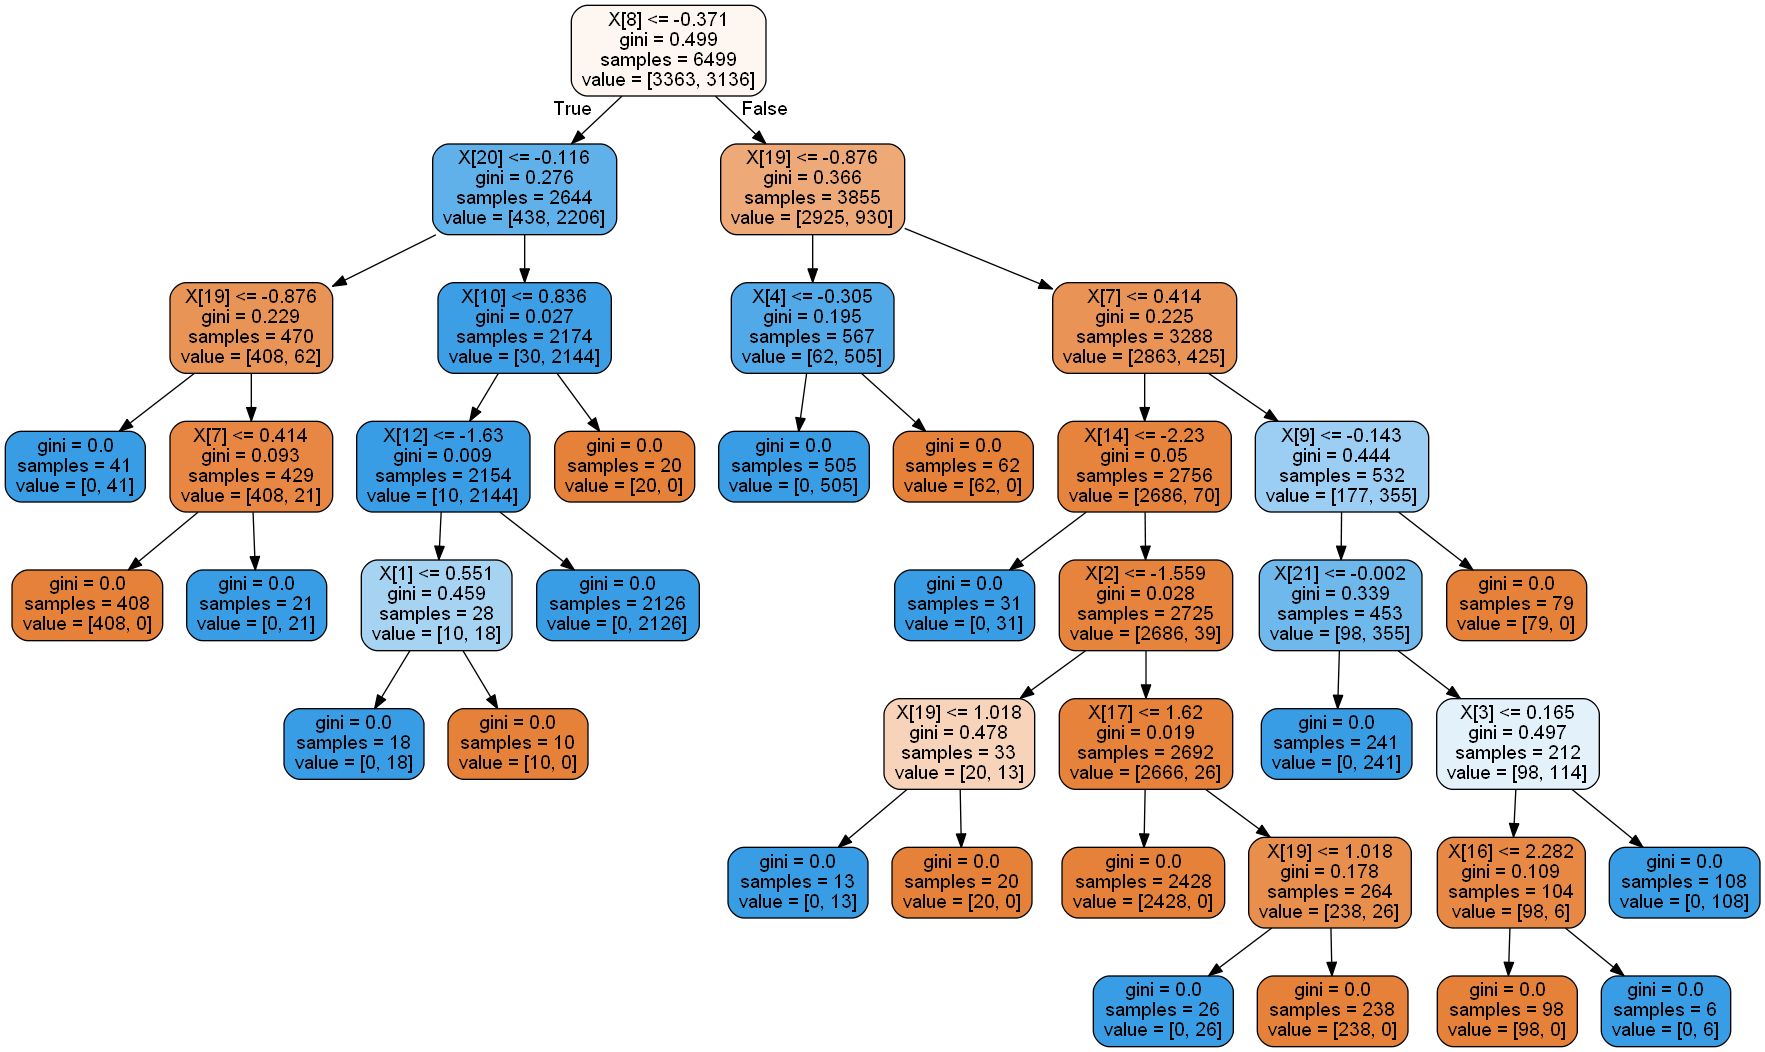 X[8] <= -0.371
gini = 0.499
samples = 6499
value = [3363, 3136]
True
False
X[20] <= -0.116
gini = 0.276
samples = 2644
value = [438, 2206]
X[19] <= -0.876
gini = 0.366
samples = 3855
value = [2925, 930]
X[19] <= -0.876
gini = 0.229
samples = 470
value = [408, 62]
X[10] <= 0.836
gini = 0.027
samples = 2174
value = [30, 2144]
X[4] <= -0.305
gini = 0.195
samples = 567
value = [62, 505]
X[7] <= 0.414
gini = 0.225
samples = 3288
value = [2863, 425]
gini = 0.0
samples = 41
value = [0, 41]
X[7] <= 0.414
gini = 0.093
samples = 429
value = [408, 21]
X[12] <= -1.63
gini = 0.009
samples = 2154
value = [10, 2144]
gini = 0.0
samples = 20
value = [20, 0]
gini = 0.0
samples = 505
value = [0, 505]
gini = 0.0
samples = 62
value = [62, 0]
X[14] <= -2.23
gini = 0.05
samples = 2756
value = [2686, 70]
X[9] <= -0.143
gini = 0.444
samples = 532
value = [177, 355]
gini = 0.0
samples = 408
value = [408, 0]
gini = 0.0
samples = 21
value = [0, 21]
X[1] <= 0.551
gini = 0.459
samples = 28
value = [10, 18]
gini = 0.0
samples = 2126
value = [0, 2126]
gini = 0.0
samples = 31
value = [0, 31]
X[2] <= -1.559
gini = 0.028
samples = 2725
value = [2686, 39]
X[21] <= -0.002
gini = 0.339
samples = 453
value = [98, 355]
gini = 0.0
samples = 79
value = [79, 0]
gini = 0.0
samples = 18
value = [0, 18]
gini = 0.0
samples = 10
value = [10, 0]
X[19] <= 1.018
gini = 0.478
samples = 33
value = [20, 13]
X[17] <= 1.62
gini = 0.019
samples = 2692
value = [2666, 26]
gini = 0.0
samples = 241
value = [0, 241]
X[3] <= 0.165
gini = 0.497
samples = 212
value = [98, 114]
gini = 0.0
samples = 13
value = [0, 13]
gini = 0.0
samples = 20
value = [20, 0]
gini = 0.0
samples = 2428
value = [2428, 0]
X[19] <= 1.018
gini = 0.178
samples = 264
value = [238, 26]
X[16] <= 2.282
gini = 0.109
samples = 104
value = [98, 6]
gini = 0.0
samples = 108
value = [0, 108]
gini = 0.0
samples = 26
value = [0, 26]
gini = 0.0
samples = 238
value = [238, 0]
gini = 0.0
samples = 98
value = [98, 0]
gini = 0.0
samples = 6
value = [0, 6]